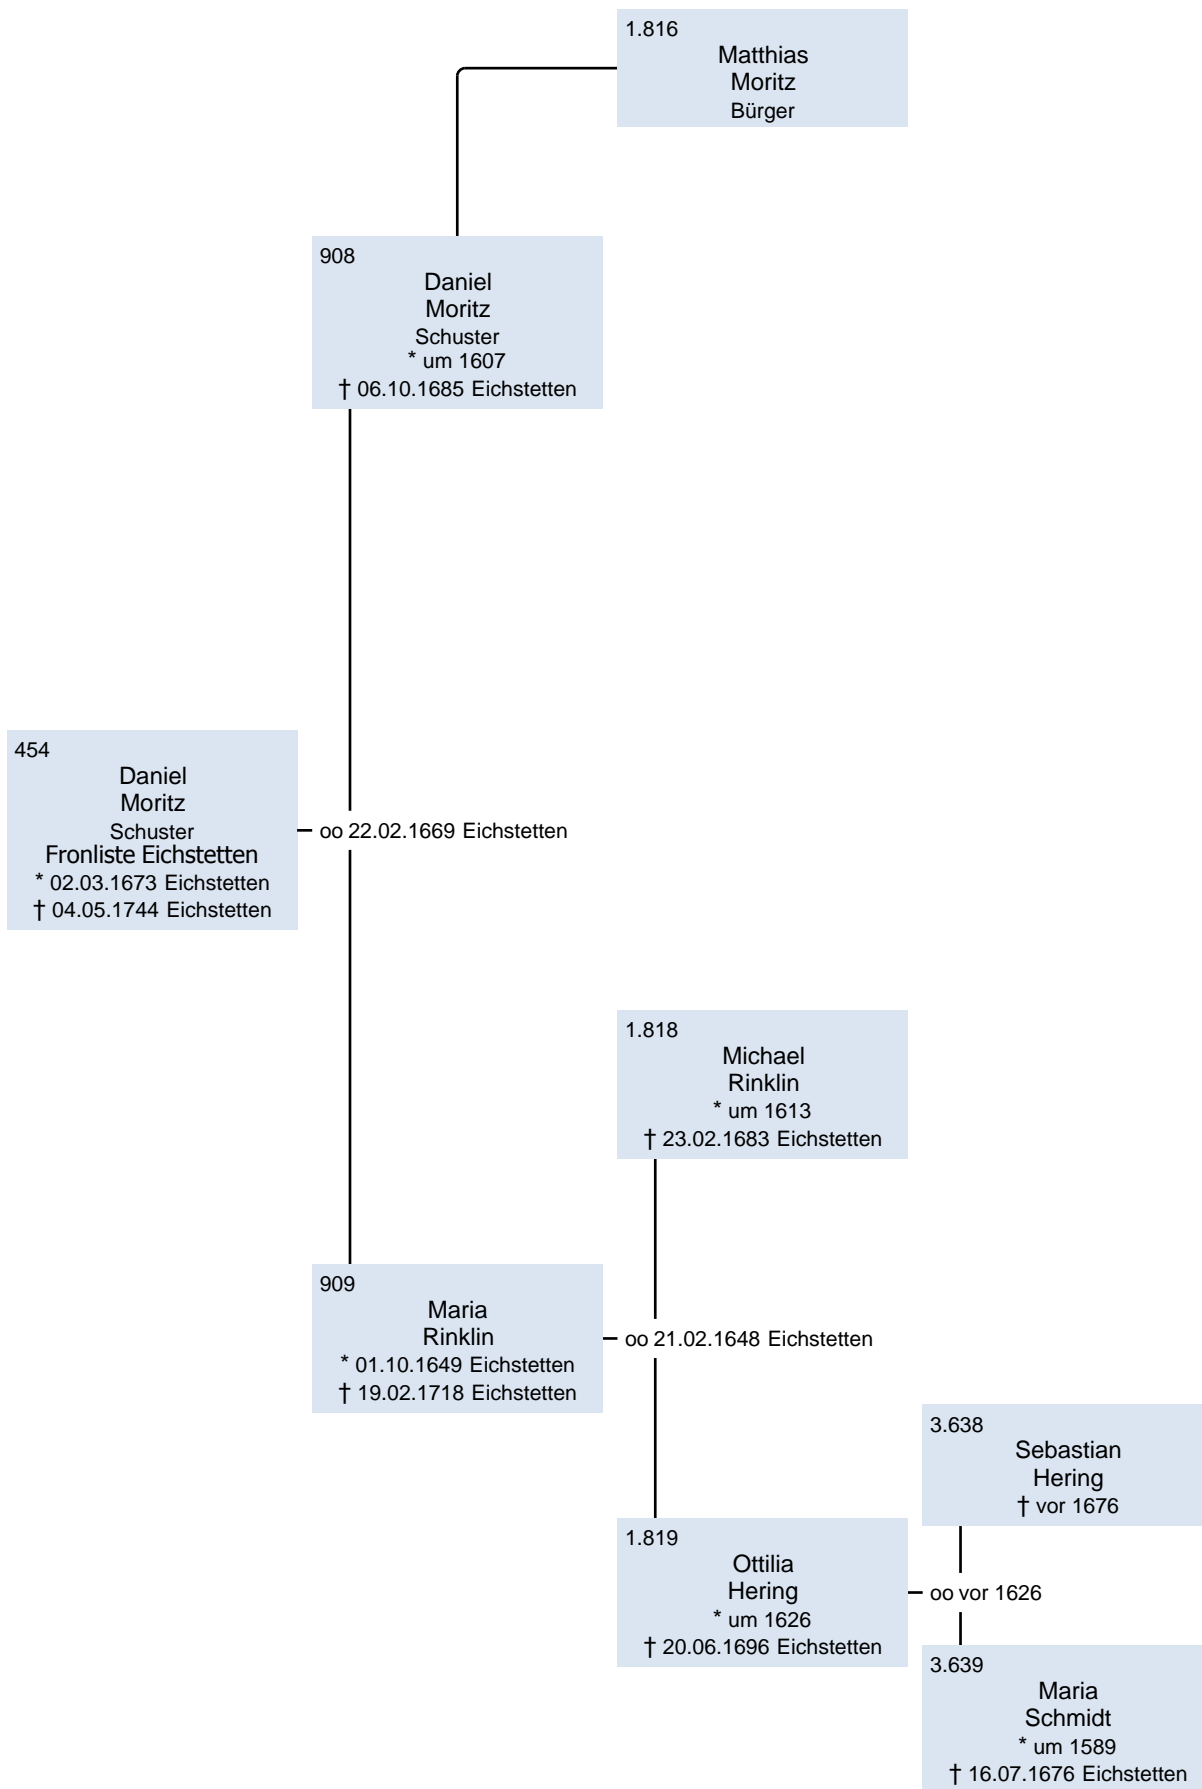 1.816
Matthias
Moritz
Bürger
908
Daniel
Moritz
Schuster
* um 1607
† 06.10.1685 Eichstetten
454
Daniel
Moritz
Schuster
Fronliste Eichstetten
* 02.03.1673 Eichstetten
† 04.05.1744 Eichstetten
oo 22.02.1669 Eichstetten
1.818
Michael
Rinklin
* um 1613
† 23.02.1683 Eichstetten
909
Maria
Rinklin
* 01.10.1649 Eichstetten
† 19.02.1718 Eichstetten
oo 21.02.1648 Eichstetten
3.638
Sebastian
Hering
† vor 1676
1.819
Ottilia
Hering
* um 1626
† 20.06.1696 Eichstetten
oo vor 1626
3.639
Maria
Schmidt
* um 1589
† 16.07.1676 Eichstetten